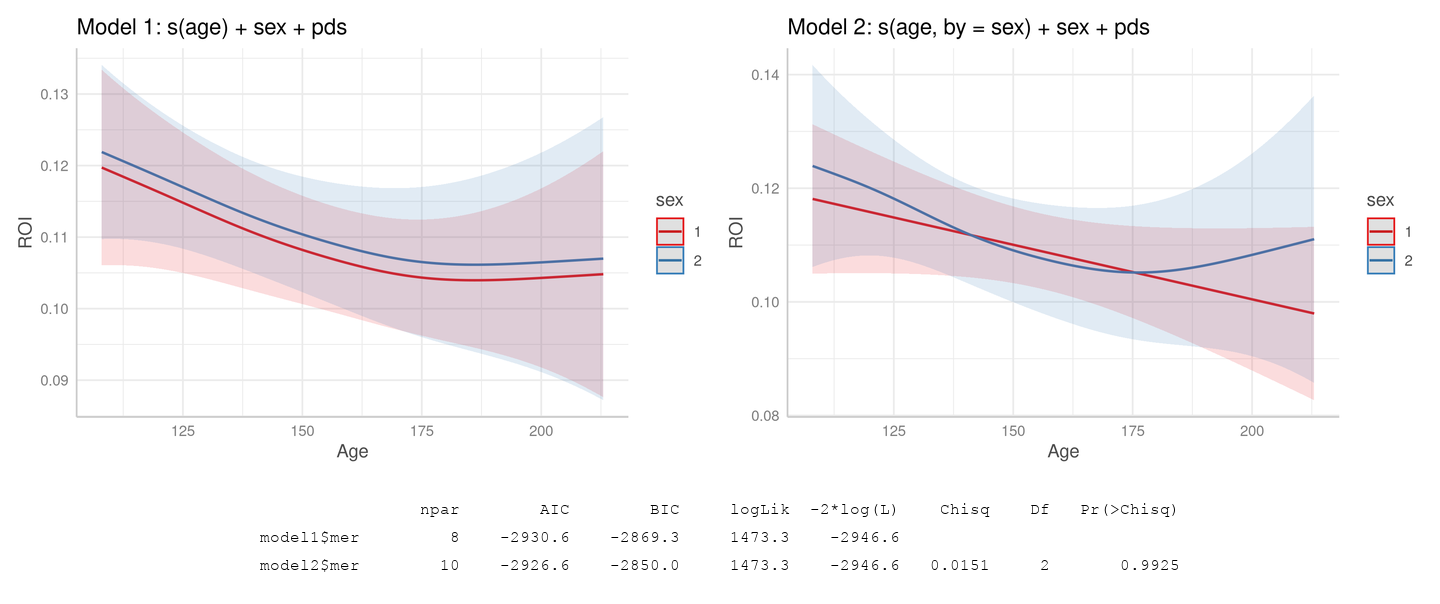 Model 1: s(age) + sex + pds
0.13
0.12
0.11
0.10
0.09
ROI
125 150 175 200
Age
sex
1
2
Model 2: s(age, by = sex) + sex + pds
0.14
0.12
0.10
0.08
ROI
125 150 175 200
Age
sex
1
2
npar AIC BIC logLik -2*log(L) Chisq Df Pr(>Chisq)
model1$mer 8 -2930.6 -2869.3 1473.3 -2946.6
model2$mer 10 -2926.6 -2850.0 1473.3 -2946.6 0.0151 2 0.9925